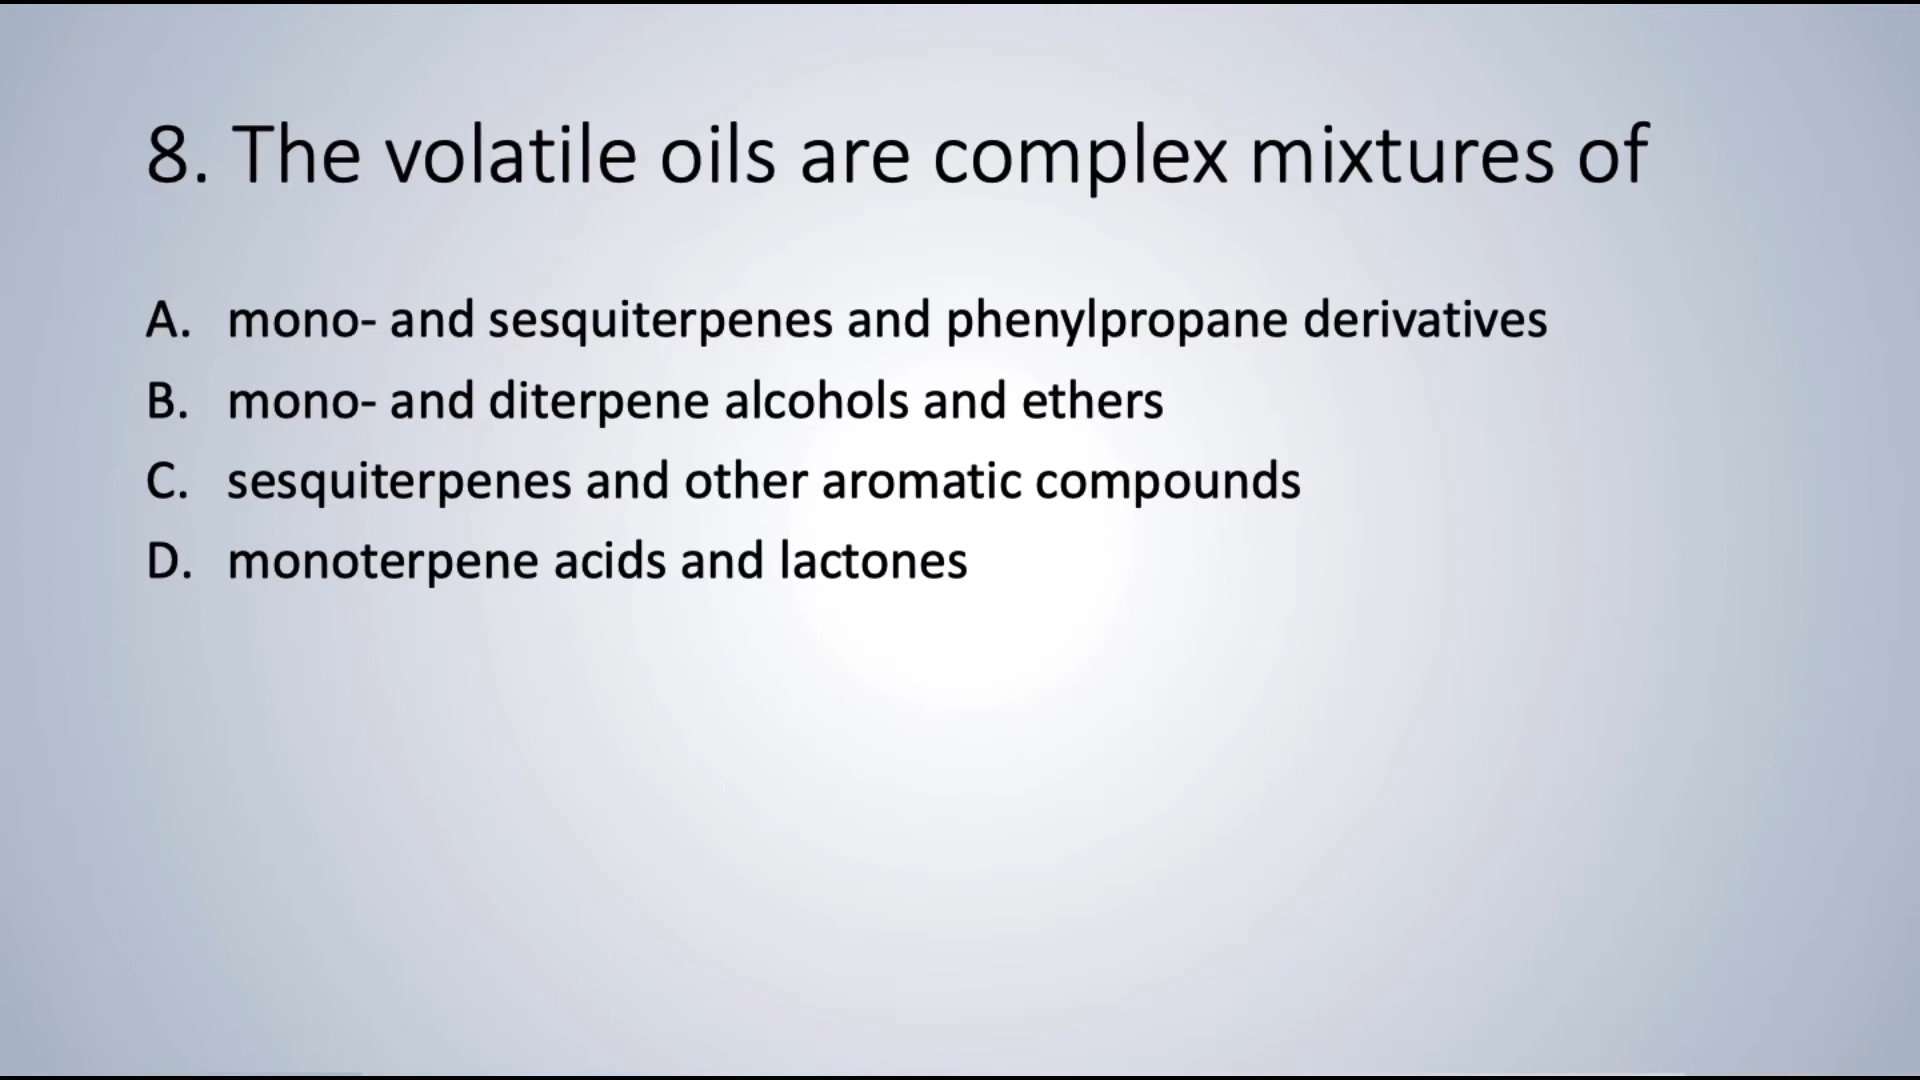 8. The volatile oils are complex mixtures of
A. mono- and sesquiterpenes and phenylpropane derivatives
B. mono- and diterpene alcohols and ethers
C. sesquiterpenes and other aromatic compounds
D. monoterpene acids and lactones